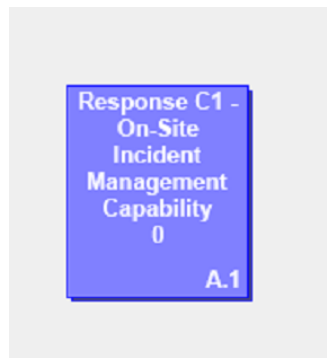 Response C1 -
On-Site
Incident
Management
Capability
0
A.1